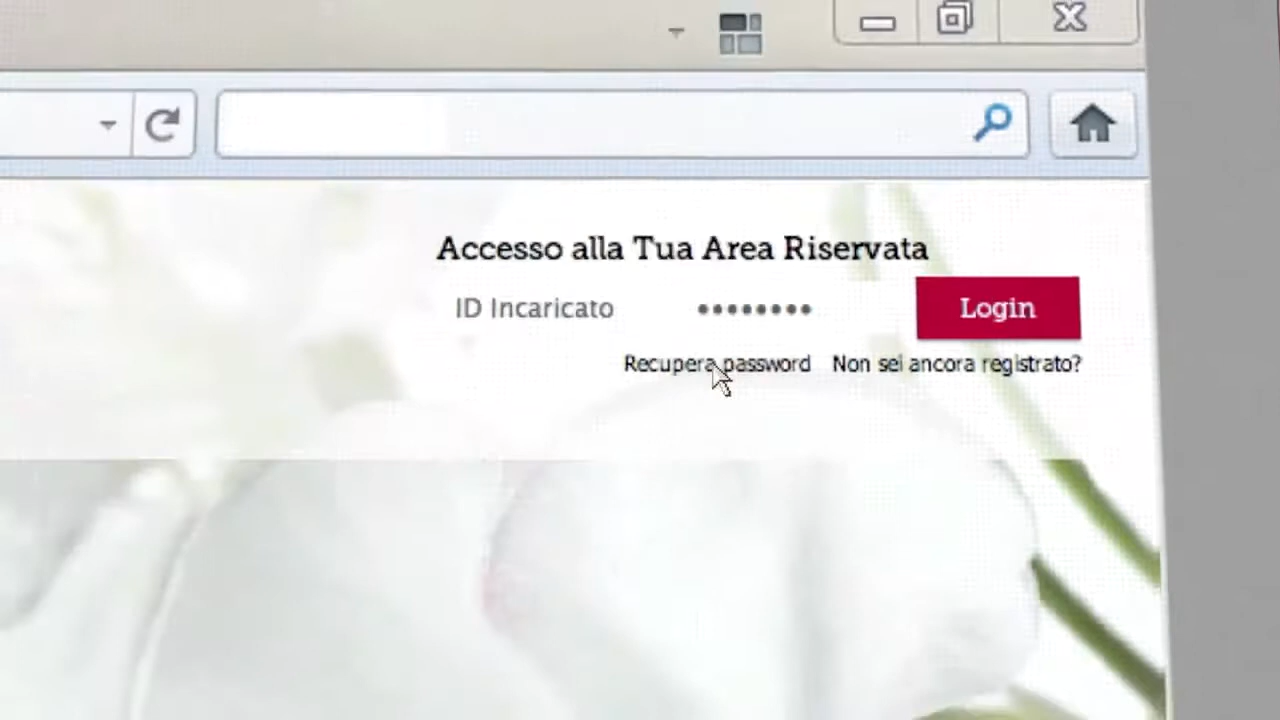 Accesso alla Tua Area Riservata
ID Incaricato •••••••• Login
Recupera password Non sei ancora registrato?